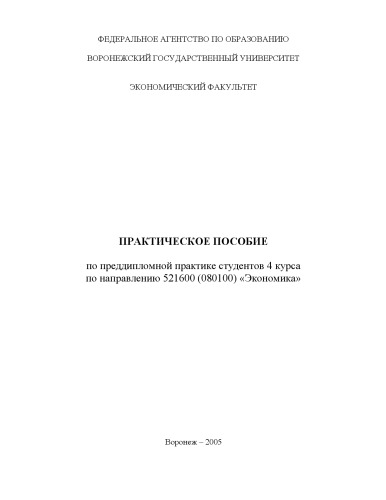 ФЕДЕРАЛЬНОЕ АГЕНТСТВО ПО ОБРАЗОВАНИЮ
ВОРОНЕЖСКИЙ ГОСУДАРСТВЕННЫЙ УНИВЕРСИТЕТ
ЭКОНОМИЧЕСКИЙ ФАКУЛЬТЕТ
ПРАКТИЧЕСКОЕ ПОСОБИЕ
по преддипломной практике студентов 4 курса
по направлению 521600 (080100) «Экономика»
Воронеж – 2005